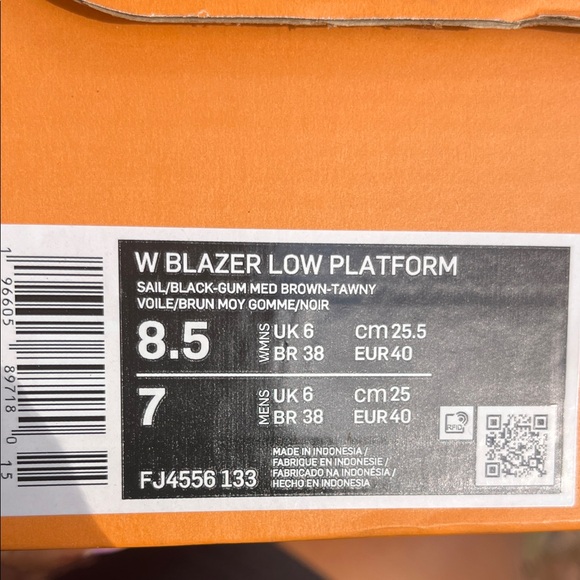 W BLAZER LOW PLATFORM
SAIL/BLACK-GUM MED BROWN-TAWNY
VOILE/BRUN MOY GOMME/NOIR
8.5 WMNS UK 6 cm 25.5
BR 38 EUR 40
7 MENS UK 6 cm 25
BR 38 EUR 40
RFID
MADE IN INDONESIA/
FABRIQUE EN INDONESIE/
FABRICADO NA INDONÉSIA/
HECHO EN INDONESIA
FJ4556 133
1 96605 89718 0 15